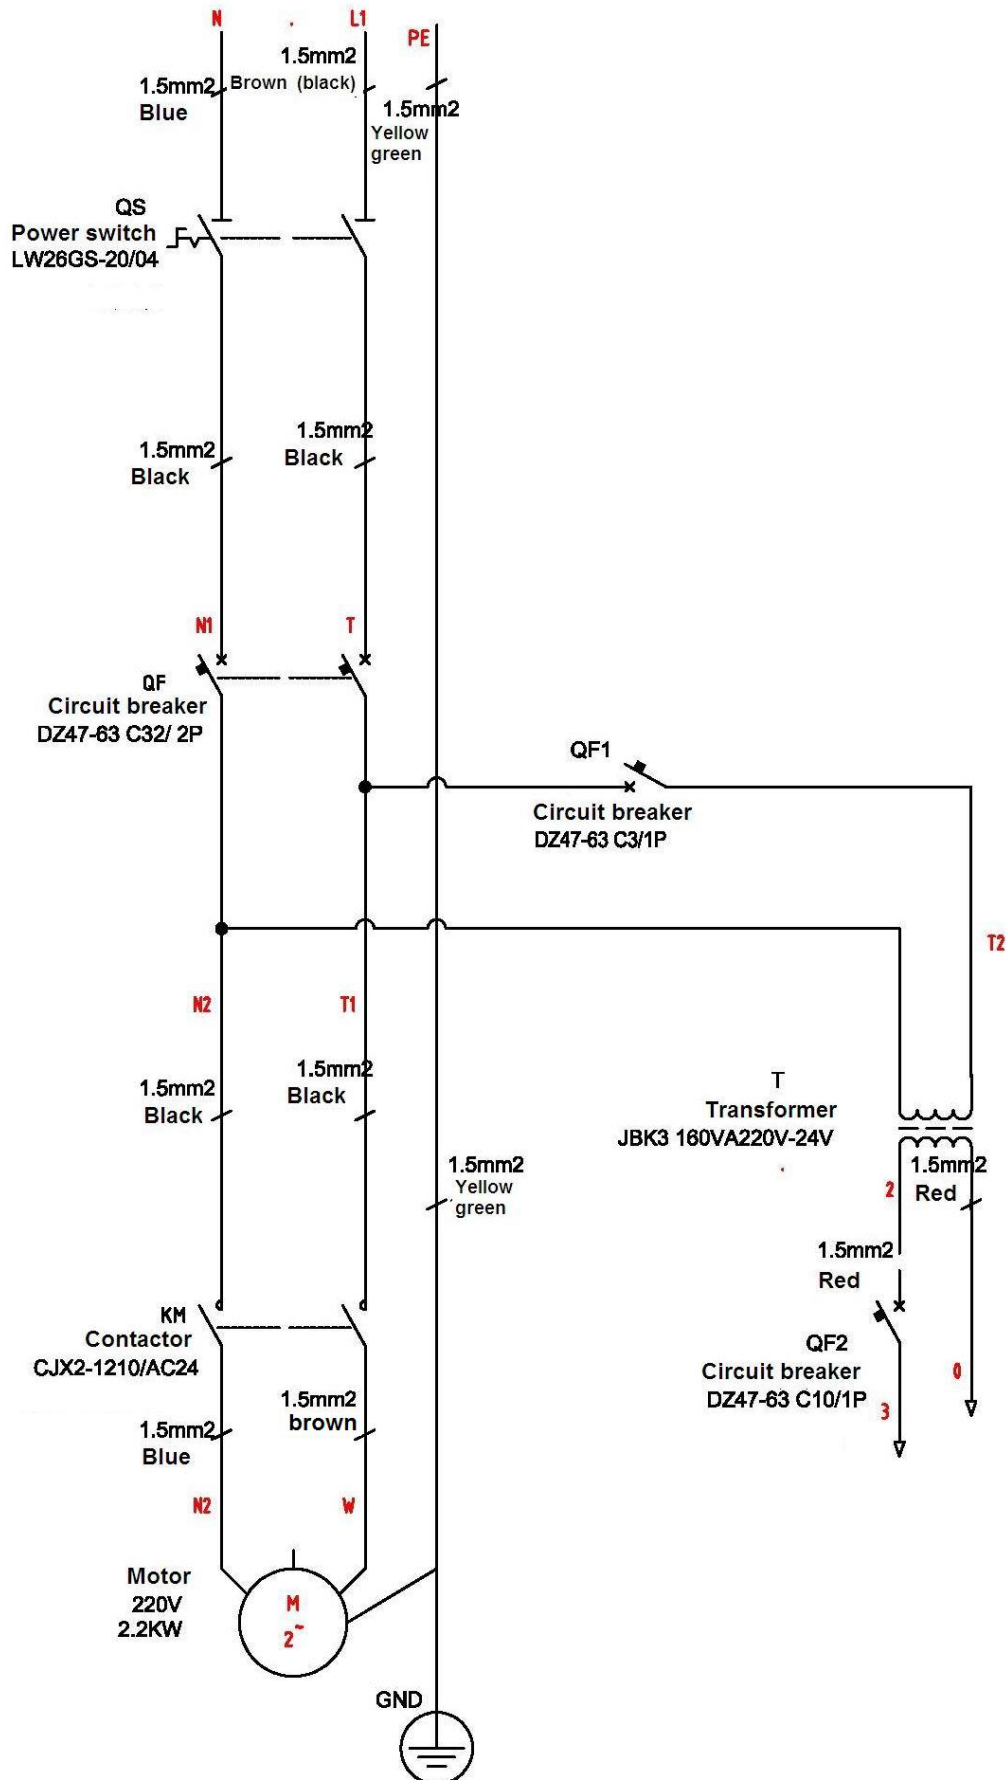 N
L1
PE
1.5mm2
Brown (black)
1.5mm2
Blue
1.5mm2
Yellow
green
QS
Power switch
LW26GS-20/04
1.5mm2
Black
1.5mm2
Black
N1
T
QF
Circuit breaker
DZ47-63 C32/ 2P
QF1
Circuit breaker
DZ47-63 C3/1P
T2
N2
T1
1.5mm2
Black
1.5mm2
Black
T
Transformer
JBK3 160VA220V-24V
1.5mm2
Yellow
green
2
1.5mm2
Red
1.5mm2
Red
KM
Contactor
CJX2-1210/AC24
QF2
Circuit breaker
DZ47-63 C10/1P
0
3
1.5mm2
brown
1.5mm2
Blue
N2
W
Motor
220V
2.2KW
M
2~
GND